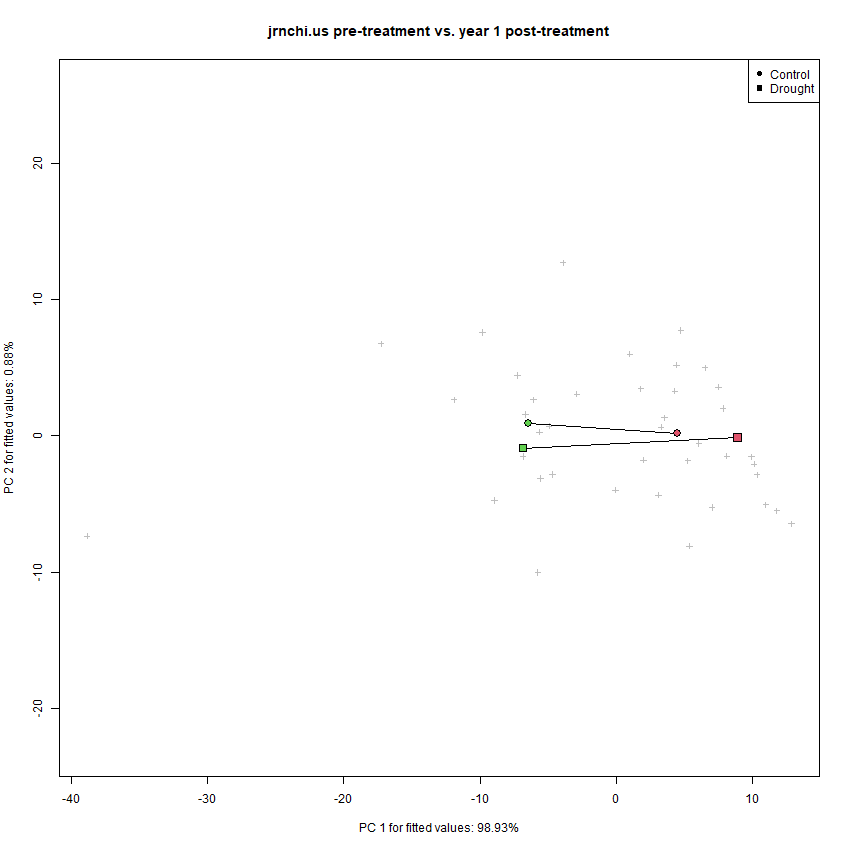 jrnchi.us pre-treatment vs. year 1 post-treatment
Control
Drought
PC 2 for fitted values: 0.88%
20
10
0
-10
-20
-40
-30
-20
-10
0
10
PC 1 for fitted values: 98.93%